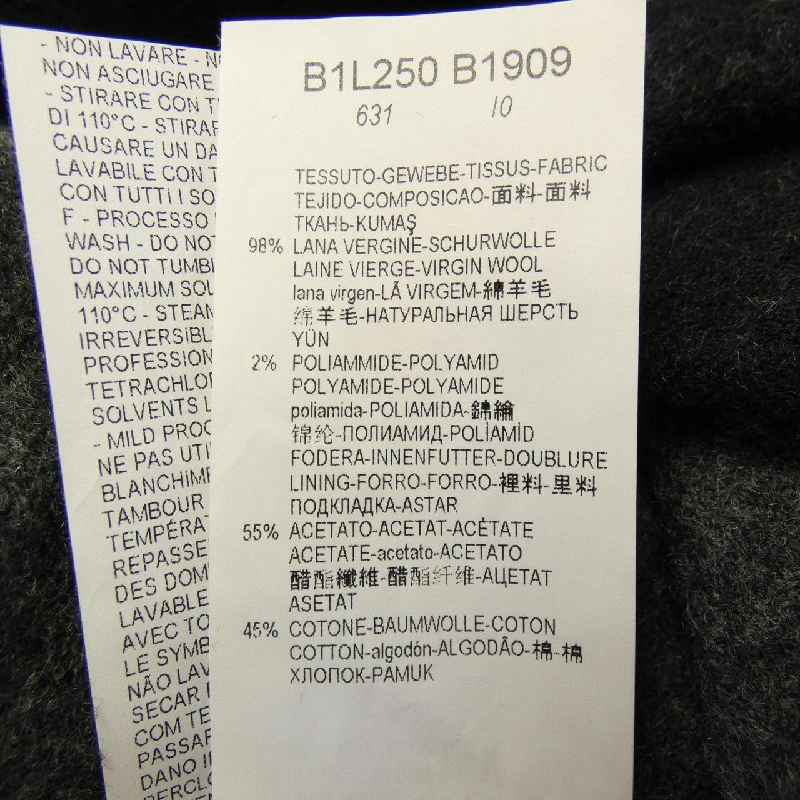 - NON LAVARE - N
NON ASCIUGARE
- STIRARE CON T
DI 110°C - STIRAR
CAUSARE UN DA
LAVABILE CON T
CON TUTTI I SO
F - PROCESSO
WASH - DO NOT
DO NOT TUMBL
MAXIMUM SOL
110°C - STEAM
IRREVERSIBL
PROFESSION
TETRACHLOR
SOLVENTS L
- MILD PROC
NE PAS UTI
BLANCHIME
TAMBOUR
TEMPÉRAT
REPASSE
DES DOM
LAVABLE
AVEC TO
LE SYMB
NÃO LAV
SECAR
COM TE
PASSAR
DANO I
PERCLO
B1L250 B1909
631 10
TESSUTO-GEWEBE-TISSUS-FABRIC
TEJIDO-COMPOSICAO-面料-面料
ТКАНЬ-KUMAŞ
98% LANA VERGINE-SCHURWOLLE
LAINE VIERGE-VIRGIN WOOL
lana virgen-LÃ VIRGEM-綿羊毛
绵羊毛-НАТУРАЛЬНАЯ ШЕРСТЬ
YÜN
2% POLIAMMIDE-POLYAMID
POLYAMIDE-POLYAMIDE
poliamida-POLIAMIDA-錦綸
锦纶-ПОЛИАМИД-POLİAMİD
FODERA-INNENFUTTER-DOUBLURE
LINING-FORRO-FORRO-裡料-里料
ПОДКЛАДКА-ASTAR
55% ACETATO-ACETAT-ACÉTATE
ACETATE-acetato-ACETATO
醋酯纖維-醋酯纤维-АЦЕТАТ
ASETAT
45% COTONE-BAUMWOLLE-COTON
COTTON-algodón-ALGODÃO-棉-棉
ХЛОПОК-PAMUK